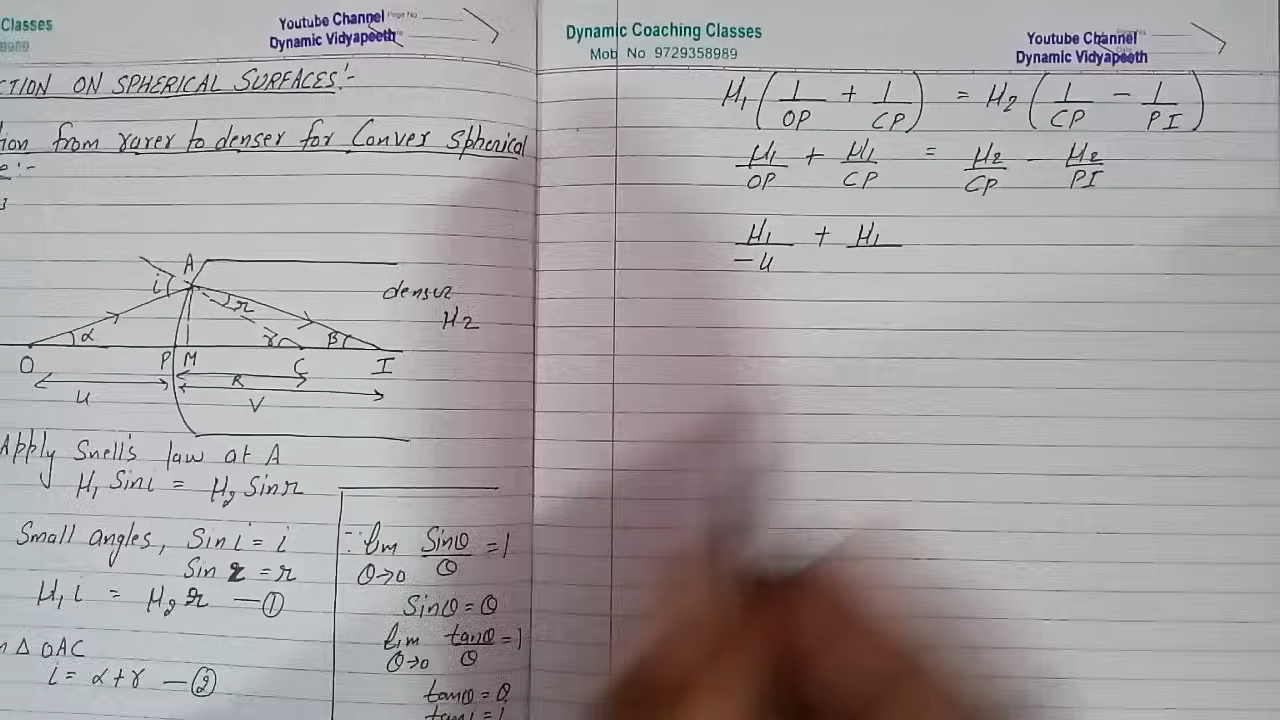 Classes
8989
Youtube Channel
Page No
Dynamic Vidyapeeth
CTION ON SPHERICAL SURFACES:-
tion from rarer to denser for Convex Spherical
e:-
A
i
r
denser
μ2
α
γ
β
O
P
M
C
I
u
R
V
Apply Snell's law at A
μ1 Sin i = μ2 Sin r
Small angles, Sin i = i
Sin r = r
μ1 i = μ2 r —①
n Δ OAC
i = α+γ —②
∵ lim Sinθ/θ = 1
θ→0
Sinθ = θ
lim tanθ/θ = 1
θ→0
tanθ = θ
Dynamic Coaching Classes
Mob No 9729358989
Youtube Channel
Dynamic Vidyapeeth
μ1 (1/OP + 1/CP) = μ2 (1/CP - 1/PI)
μ1/OP + μ1/CP = μ2/CP - μ2/PI
μ1/-u + μ1